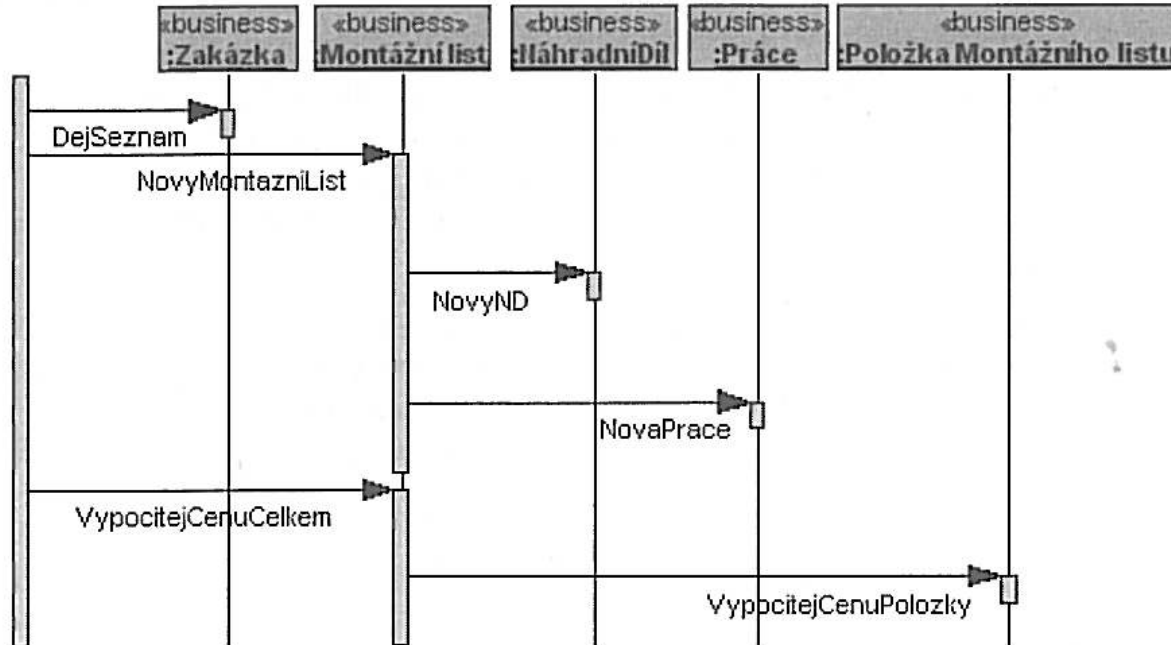 «business»
:Zakázka
«business»
:Montážní list
«business»
:NáhradníDíl
«business»
:Práce
«business»
:Položka Montážního listu
DejSeznam
NovyMontazniList
NovyND
NovaPrace
VypocitejCenuCelkem
VypocitejCenuPolozky